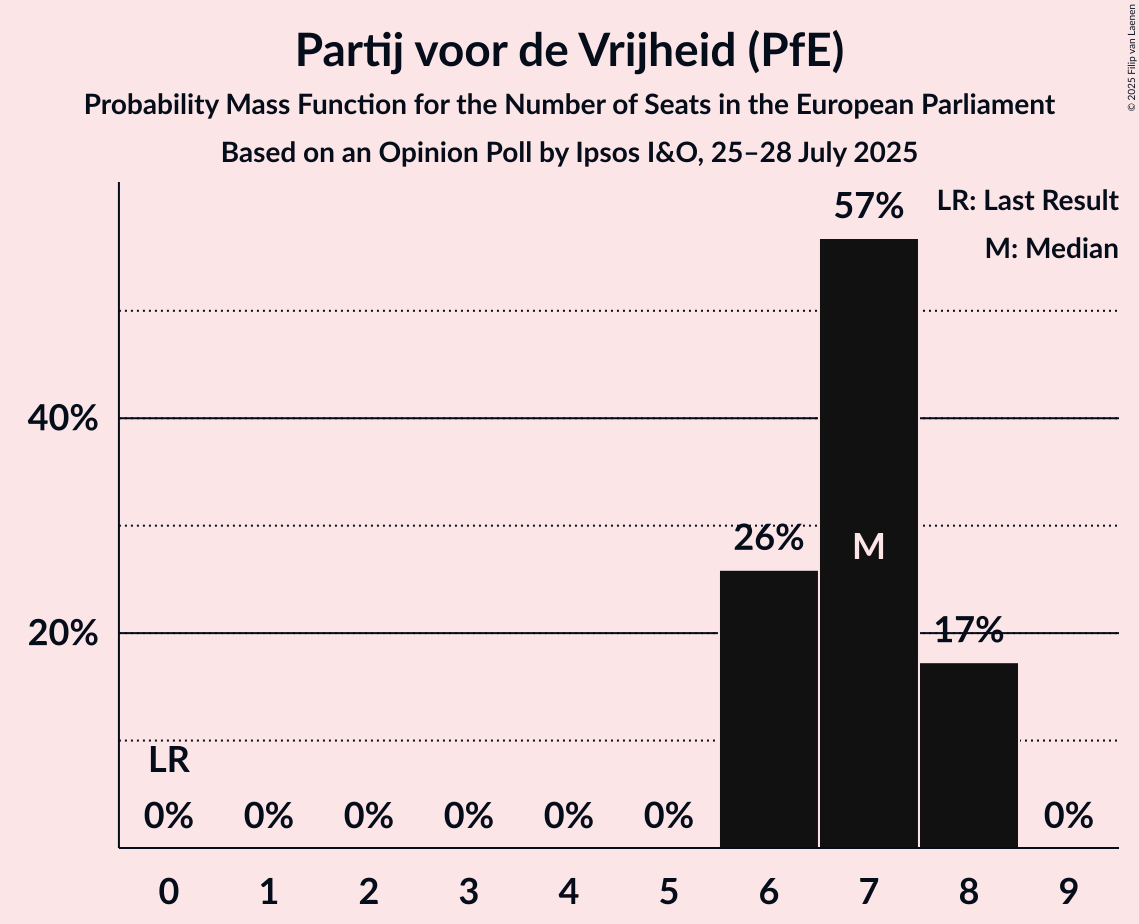 Partij voor de Vrijheid (PfE)
Probability Mass Function for the Number of Seats in the European Parliament
Based on an Opinion Poll by Ipsos I&O, 25–28 July 2025
© 2025 Filip van Laenen
LR: Last Result
M: Median
57%
40%
26%
M
20%
17%
LR
0% 0% 0% 0% 0% 0% 0%
0 1 2 3 4 5 6 7 8 9